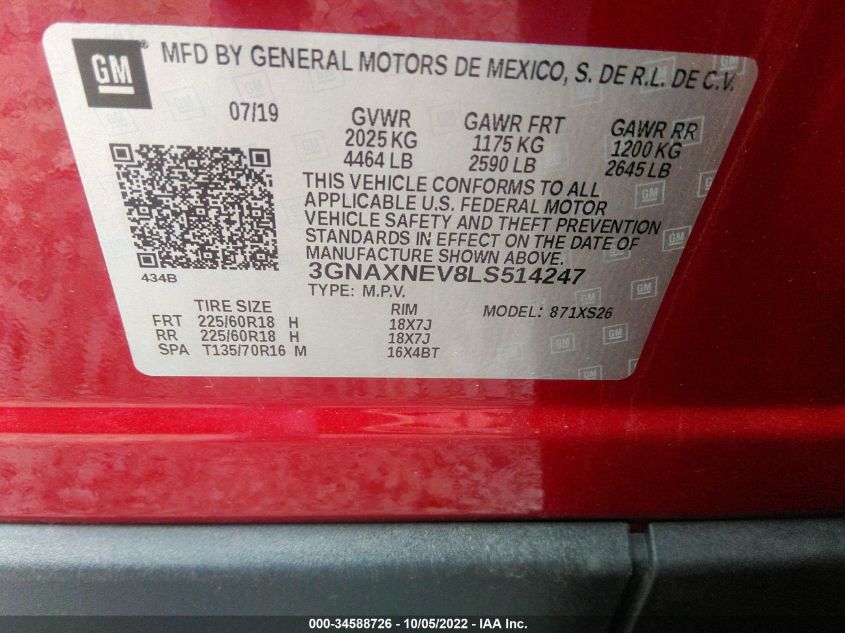 GM MFD BY GENERAL MOTORS DE MEXICO, S. DE R.L. DE C.V.
07/19 GVWR GAWR FRT GAWR RR
2025 KG 1175 KG 1200 KG
4464 LB 2590 LB 2645 LB
THIS VEHICLE CONFORMS TO ALL
APPLICABLE U.S. FEDERAL MOTOR
VEHICLE SAFETY AND THEFT PREVENTION
STANDARDS IN EFFECT ON THE DATE OF
MANUFACTURE SHOWN ABOVE.
434B 3GNAXNEV8LS514247
TYPE: M.P.V. MODEL: 871XS26
TIRE SIZE RIM
FRT 225/60R18 H 18X7J
RR 225/60R18 H 18X7J
SPA T135/70R16 M 16X4BT
000-34588726 - 10/05/2022 - IAA Inc.